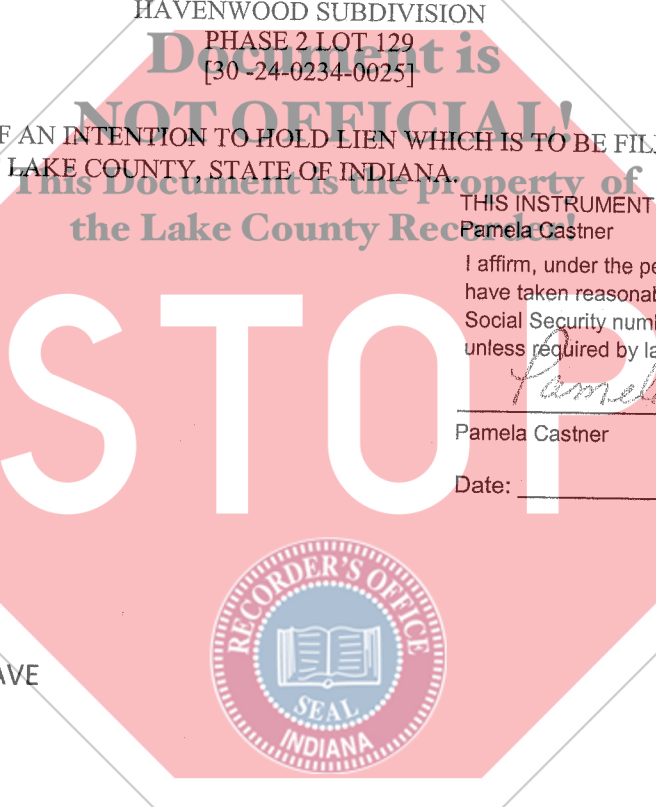 HAVENWOOD SUBDIVISION
PHASE 2 LOT 129
[30 -24-0234-0025]
Document is
NOT OFFICIAL!
This Document is the property of
the Lake County Recorder!
F AN INTENTION TO HOLD LIEN WHICH IS TO BE FIL
LAKE COUNTY, STATE OF INDIANA.
THIS INSTRUMENT
Pamela Castner
I affirm, under the pe
have taken reasonab
Social Security num
unless required by la
Pamela
Pamela Castner
Date:
STOP
RECORDER'S OFFICE
SEAL
INDIANA
AVE